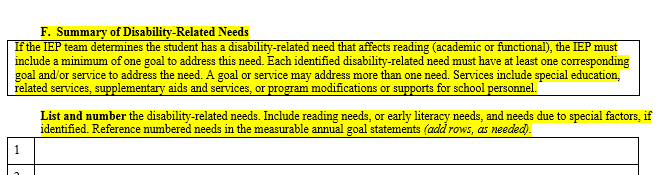 F. Summary of Disability-Related Needs
If the IEP team determines the student has a disability-related need that affects reading (academic or functional), the IEP must
include a minimum of one goal to address this need. Each identified disability-related need must have at least one corresponding
goal and/or service to address the need. A goal or service may address more than one need. Services include special education,
related services, supplementary aids and services, or program modifications or supports for school personnel.
List and number the disability-related needs. Include reading needs, or early literacy needs, and needs due to special factors, if
identified. Reference numbered needs in the measurable annual goal statements (add rows, as needed).
1